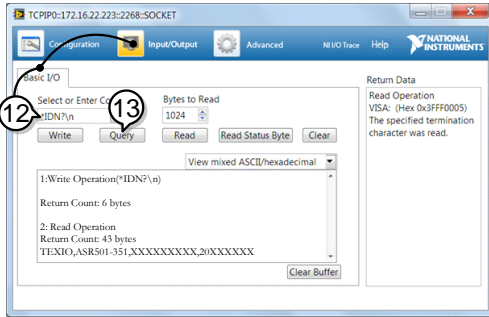 TCPIP0::172.16.22.223::2268::SOCKET
Configuration
Input/Output
Advanced
NI I/O Trace
Help
NATIONAL INSTRUMENTS
Basic I/O
Return Data
Select or Enter Co
Bytes to Read
12
*IDN?\n
13
1024
Write
Query
Read
Read Status Byte
Clear
View mixed ASCII/hexadecimal
1:Write Operation(*IDN?\n)
Return Count: 6 bytes
2: Read Operation
Return Count: 43 bytes
TEXIO,ASR501-351,XXXXXXXXX,20XXXXXX
Clear Buffer
Read Operation
VISA: (Hex 0x3FFF0005)
The specified termination
character was read.